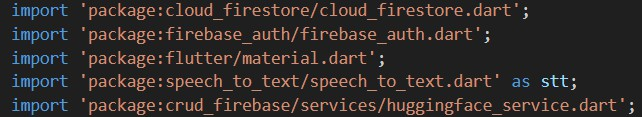 import 'package:cloud_firestore/cloud_firestore.dart';
import 'package:firebase_auth/firebase_auth.dart';
import 'package:flutter/material.dart';
import 'package:speech_to_text/speech_to_text.dart' as stt;
import 'package:crud_firebase/services/huggingface_service.dart';